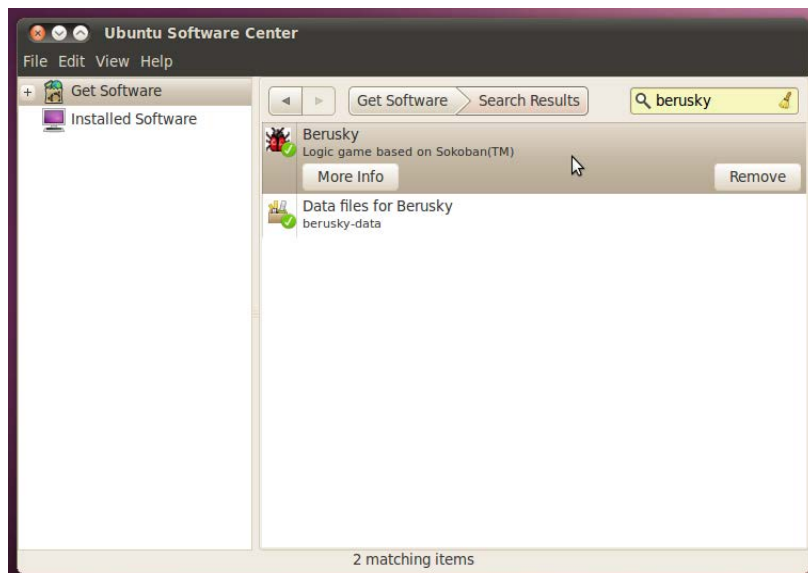 Ubuntu Software Center
File Edit View Help
Get Software
Installed Software
Get Software Search Results berusky
Berusky
Logic game based on Sokoban(TM)
More Info Remove
Data files for Berusky
berusky-data
2 matching items